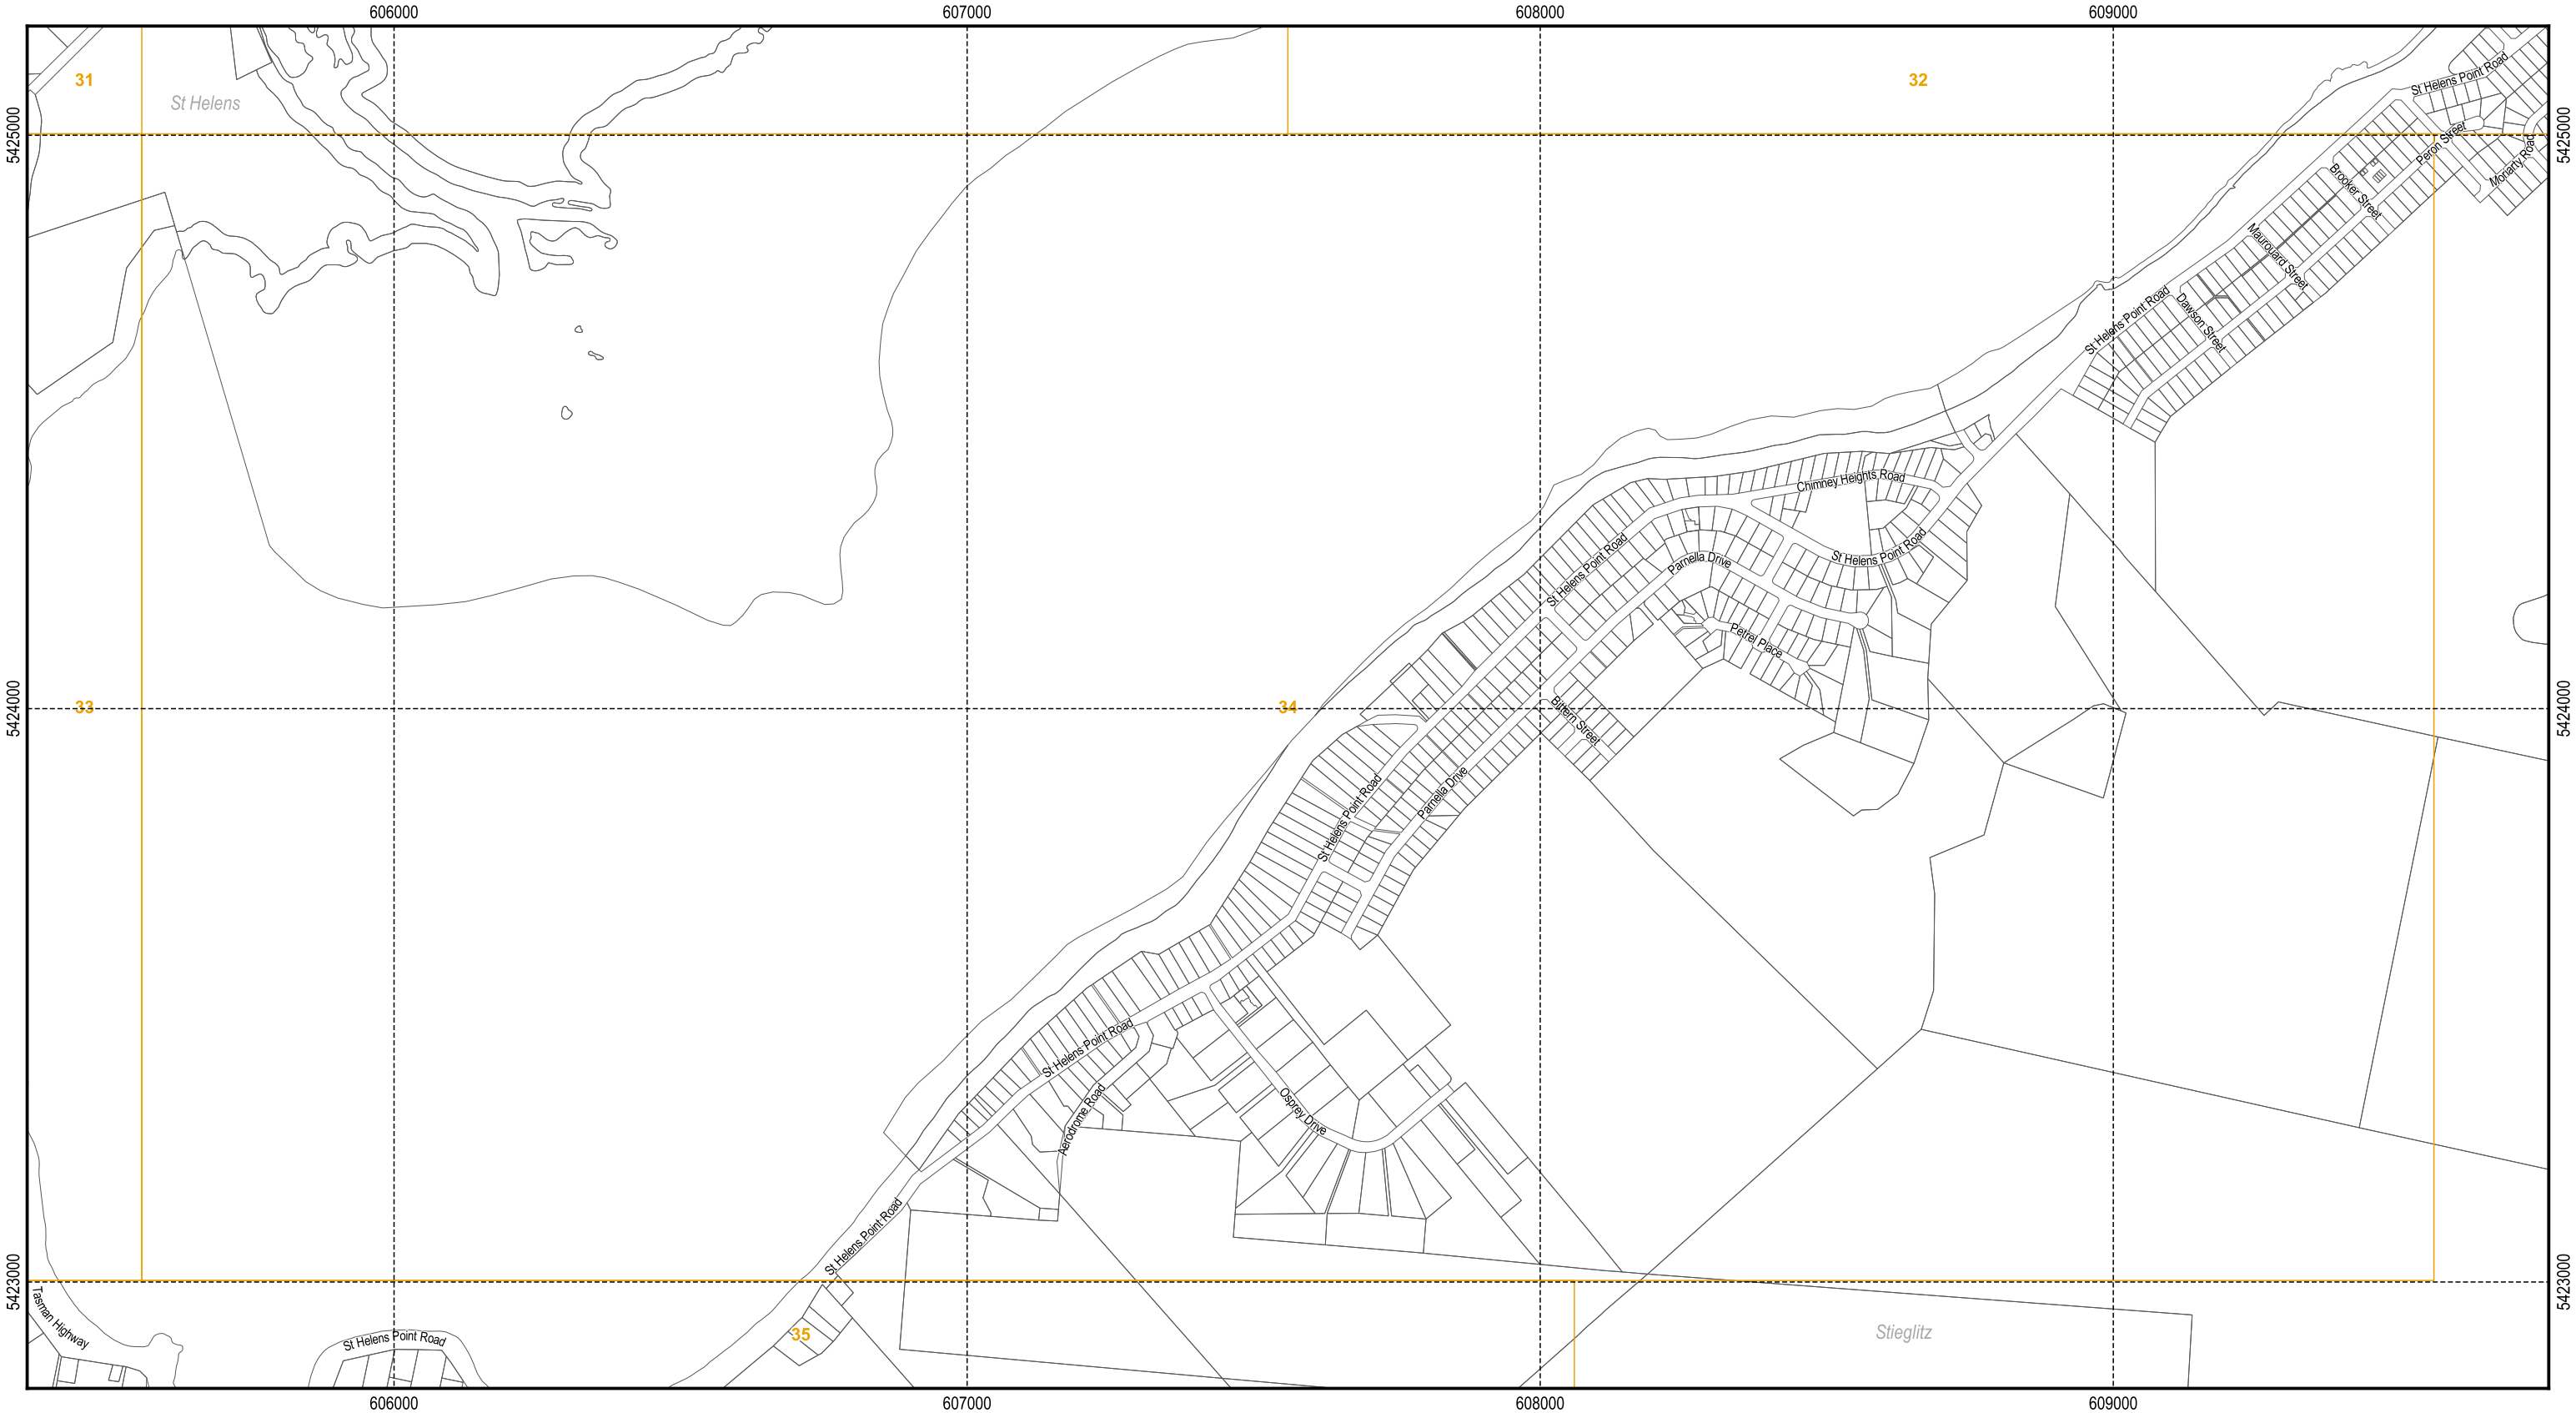 606000
607000
608000
609000
31
32
St Helens
St Helens Point Road
5425000
5425000
Peron Street
Moriarty Road
Brooker Street
Maurouard Street
St Helens Point Road
Dawson Street
Chimney Heights Road
St Helens Point Road
St Helens Point Road
Parnella Drive
Petrel Place
5424000
33
34
5424000
Bittern Street
St Helens Point Road
Parnella Drive
St Helens Point Road
Aerodrome Road
Osprey Drive
St Helens Point Road
5423000
5423000
Tasman Highway
St Helens Point Road
35
Stieglitz
606000
607000
608000
609000